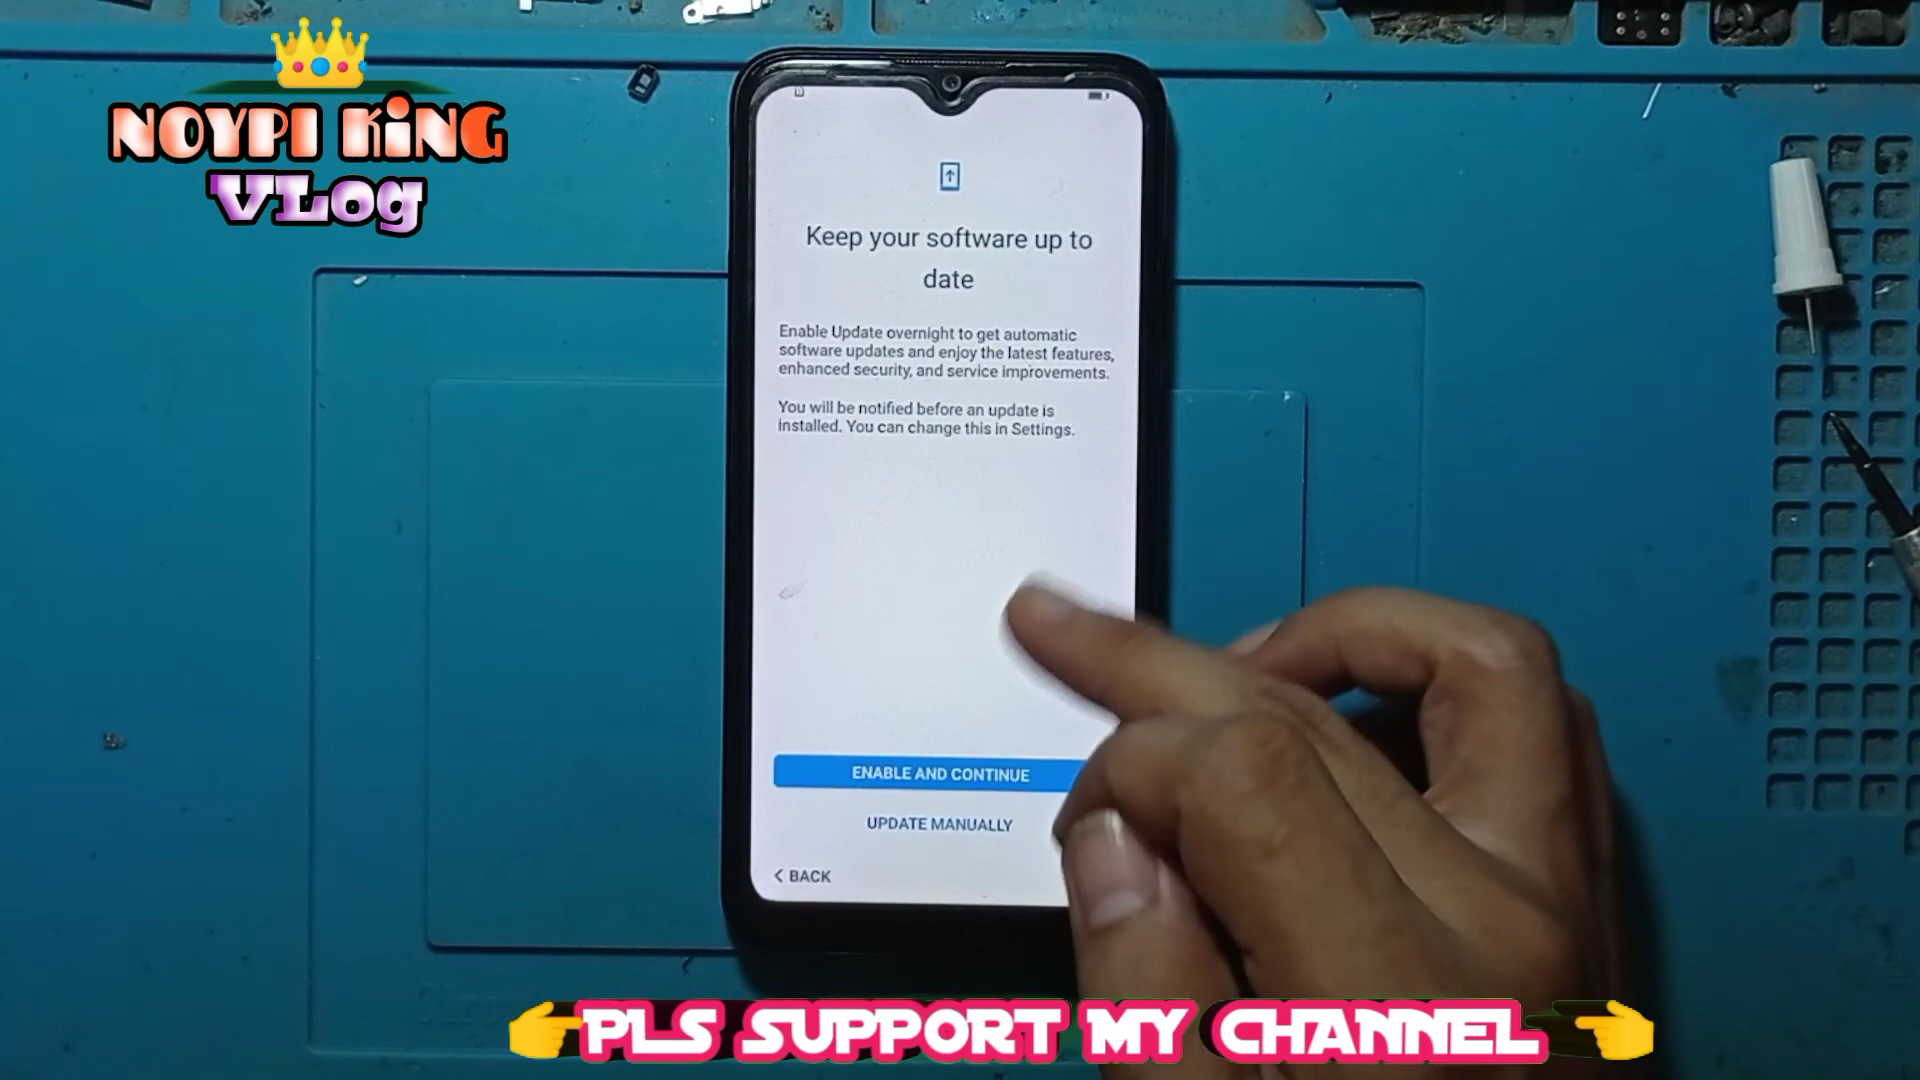 NOYPI KiNG
VLog
Keep your software up to
date
Enable Update overnight to get automatic
software updates and enjoy the latest features,
enhanced security, and service improvements.
You will be notified before an update is
installed. You can change this in Settings.
ENABLE AND CONTINUE
UPDATE MANUALLY
< BACK
PLS SUPPORT MY CHANNEL